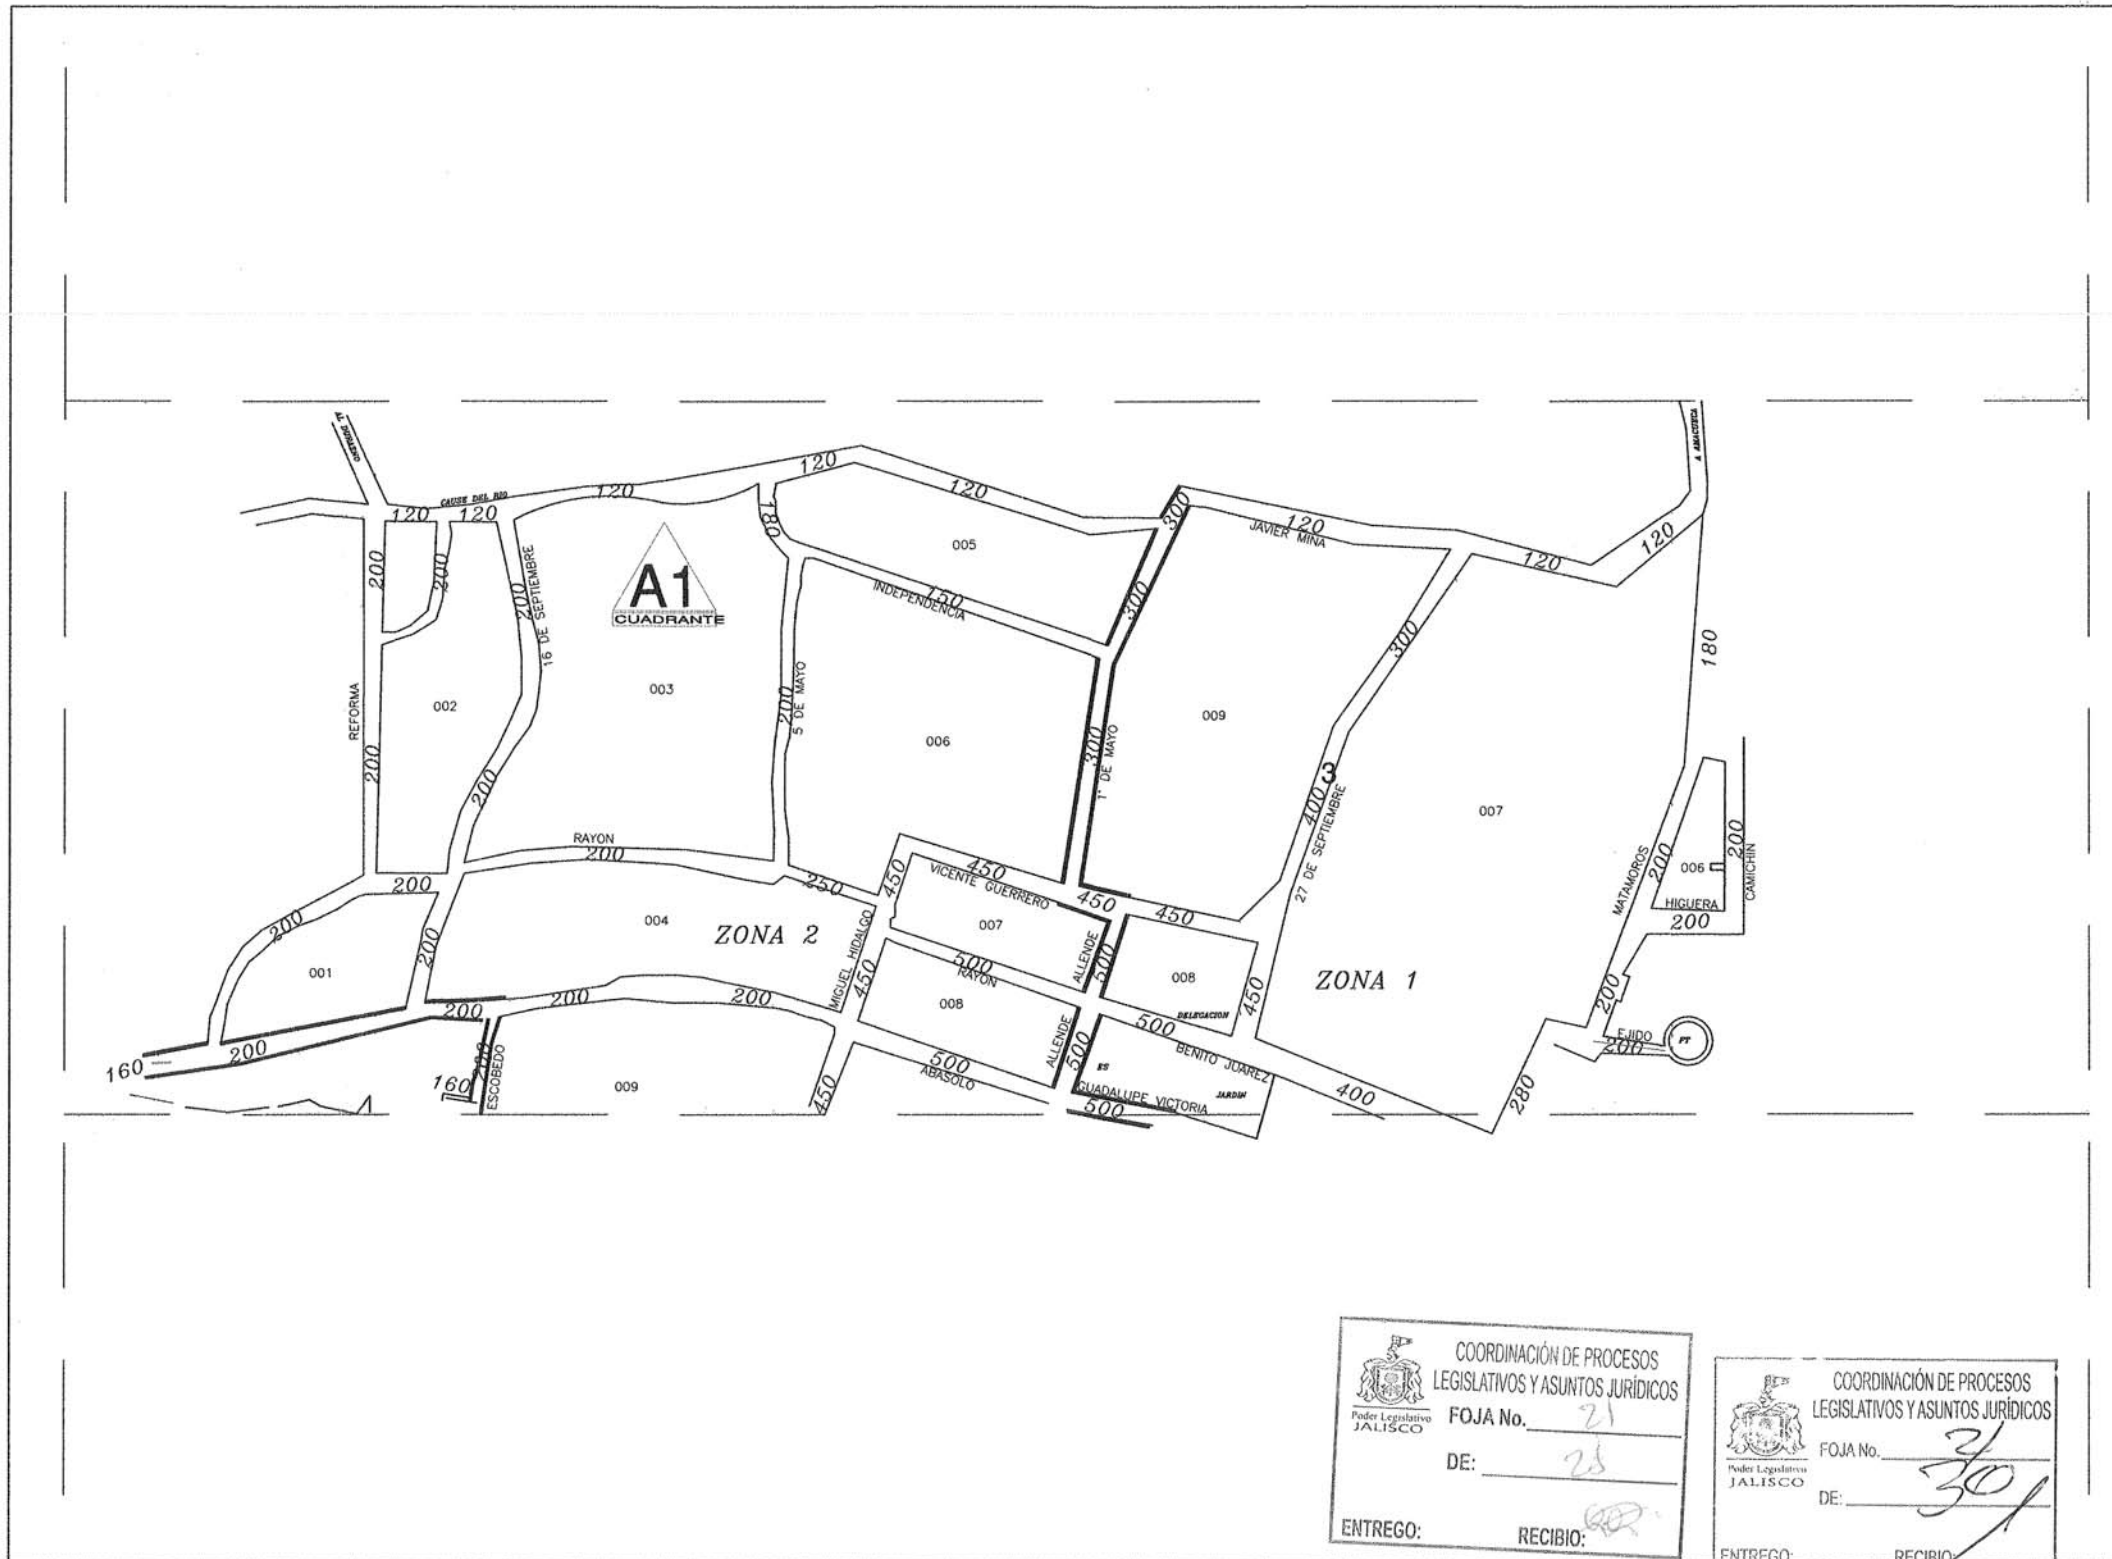 AL DURAZNO
A AMACUECA
CAUSE DEL RIO
120
120
120
120
120
300
120
JAVIER MINA
120
120
180
200
200
200
16 DE SEPTIEMBRE
A1
CUADRANTE
005
INDEPENDENCIA
150
300
300
180
REFORMA
002
003
200
5 DE MAYO
006
300
1° DE MAYO
009
3
400
27 DE SEPTIEMBRE
007
200
200
RAYON
200
250
450
450
VICENTE GUERRERO
450
450
MATAMOROS
200
006
200
CAMICHIN
HIGUERA
200
200
200
200
004
ZONA 2
MIGUEL HIDALGO
450
007
500
RAYON
ALLENDE
500
008
450
ZONA 1
001
200
200
200
008
DELEGACION
500
BENITO JUAREZ
200
EJIDO
200
PT
160
200
160
200
ESCOBEDO
009
450
500
ABASOLO
ALLENDE
500
ES
GUADALUPE VICTORIA
JARDIN
500
400
280
COORDINACIÓN DE PROCESOS
LEGISLATIVOS Y ASUNTOS JURÍDICOS
Poder Legislativo
JALISCO
FOJA No. 21
DE:
ENTREGO: RECIBIO:
COORDINACIÓN DE PROCESOS
LEGISLATIVOS Y ASUNTOS JURÍDICOS
Poder Legislativo
JALISCO
FOJA No.
DE: 30
ENTREGO: RECIBIO: